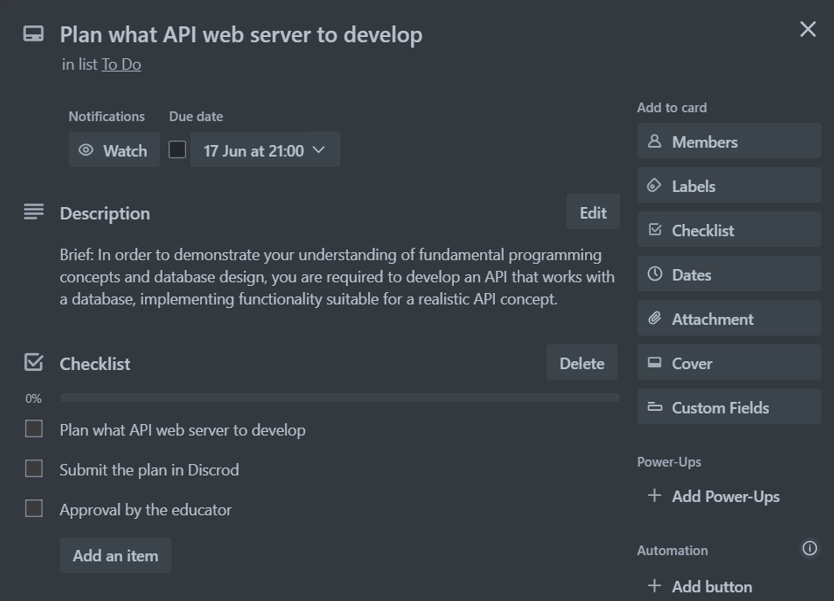 Plan what API web server to develop
in list To Do
Notifications
Due date
Watch
17 Jun at 21:00
Description
Edit
Brief: In order to demonstrate your understanding of fundamental programming
concepts and database design, you are required to develop an API that works with
a database, implementing functionality suitable for a realistic API concept.
Checklist
Delete
0%
Plan what API web server to develop
Submit the plan in Discrod
Approval by the educator
Add an item
Add to card
Members
Labels
Checklist
Dates
Attachment
Cover
Custom Fields
Power-Ups
Add Power-Ups
Automation
Add button